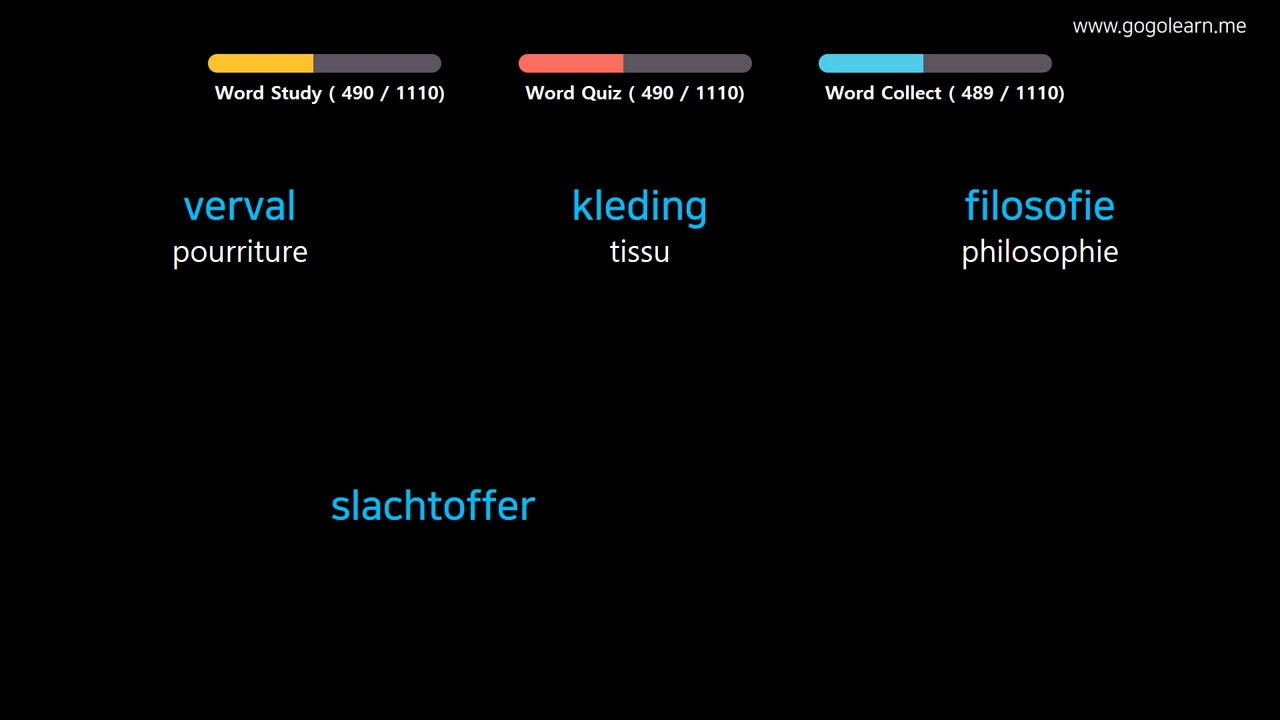 www.gogolearn.me
Word Study ( 490 / 1110)
Word Quiz ( 490 / 1110)
Word Collect ( 489 / 1110)
verval
pourriture
kleding
tissu
filosofie
philosophie
slachtoffer